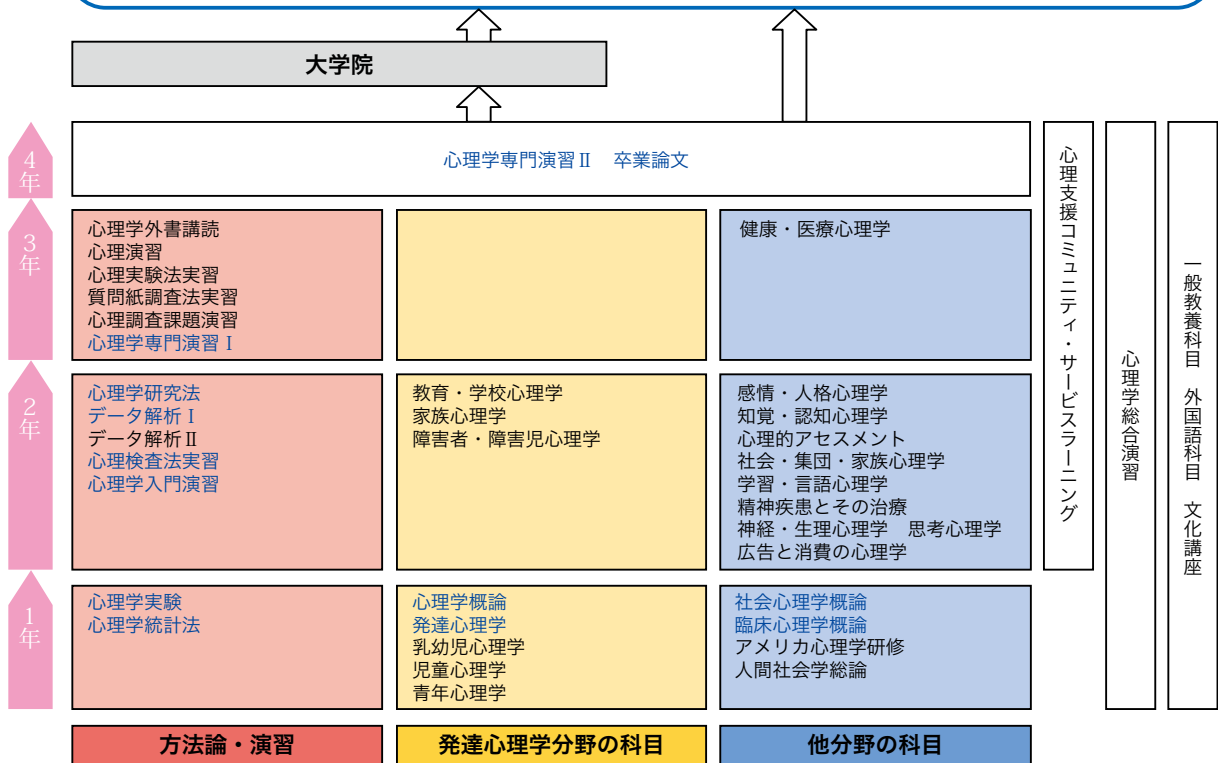 大学院
4年
心理学専門演習Ⅱ　卒業論文
3年
心理学外書講読
心理演習
心理実験法実習
質問紙調査法実習
心理調査課題演習
心理学専門演習Ⅰ
健康・医療心理学
2年
心理学研究法
データ解析Ⅰ
データ解析Ⅱ
心理検査法実習
心理学入門演習
教育・学校心理学
家族心理学
障害者・障害児心理学
感情・人格心理学
知覚・認知心理学
心理的アセスメント
社会・集団・家族心理学
学習・言語心理学
精神疾患とその治療
神経・生理心理学　思考心理学
広告と消費の心理学
1年
心理学実験
心理学統計法
心理学概論
発達心理学
乳幼児心理学
児童心理学
青年心理学
社会心理学概論
臨床心理学概論
アメリカ心理学研修
人間社会学総論
方法論・演習
発達心理学分野の科目
他分野の科目
心理支援コミュニティ・サービスラーニング
心理学総合演習
一般教養科目　外国語科目　文化講座